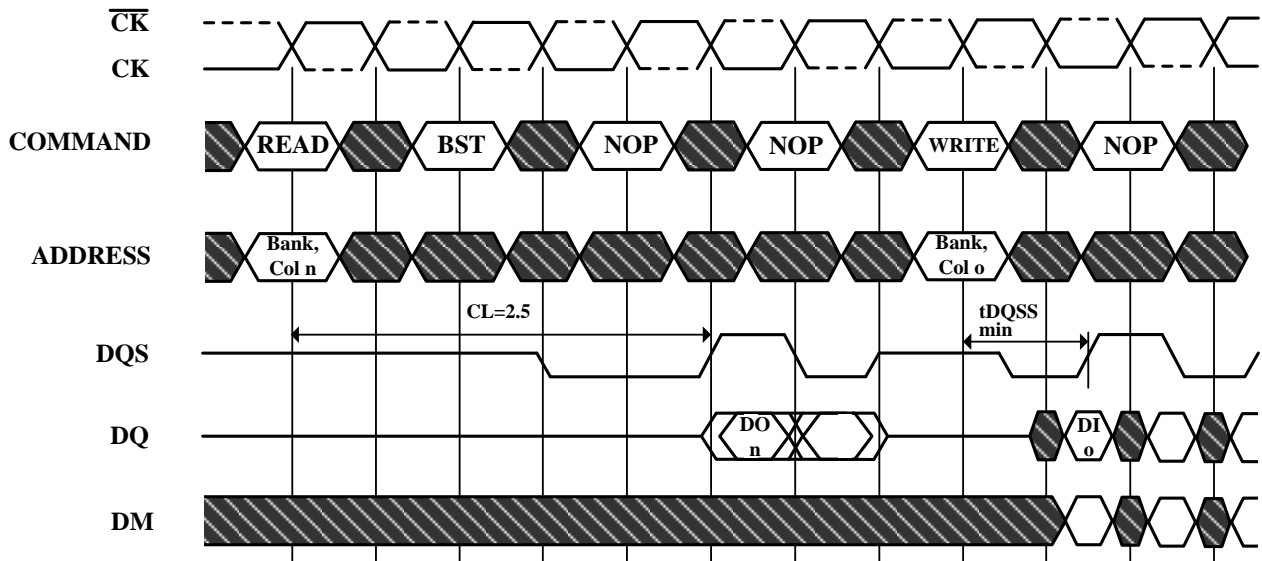 CK
CK
COMMAND
READ
BST
NOP
NOP
WRITE
NOP
ADDRESS
Bank,
Col n
Bank,
Col o
CL=2.5
tDQSS
min
DQS
DQ
DO
n
DI
o
DM